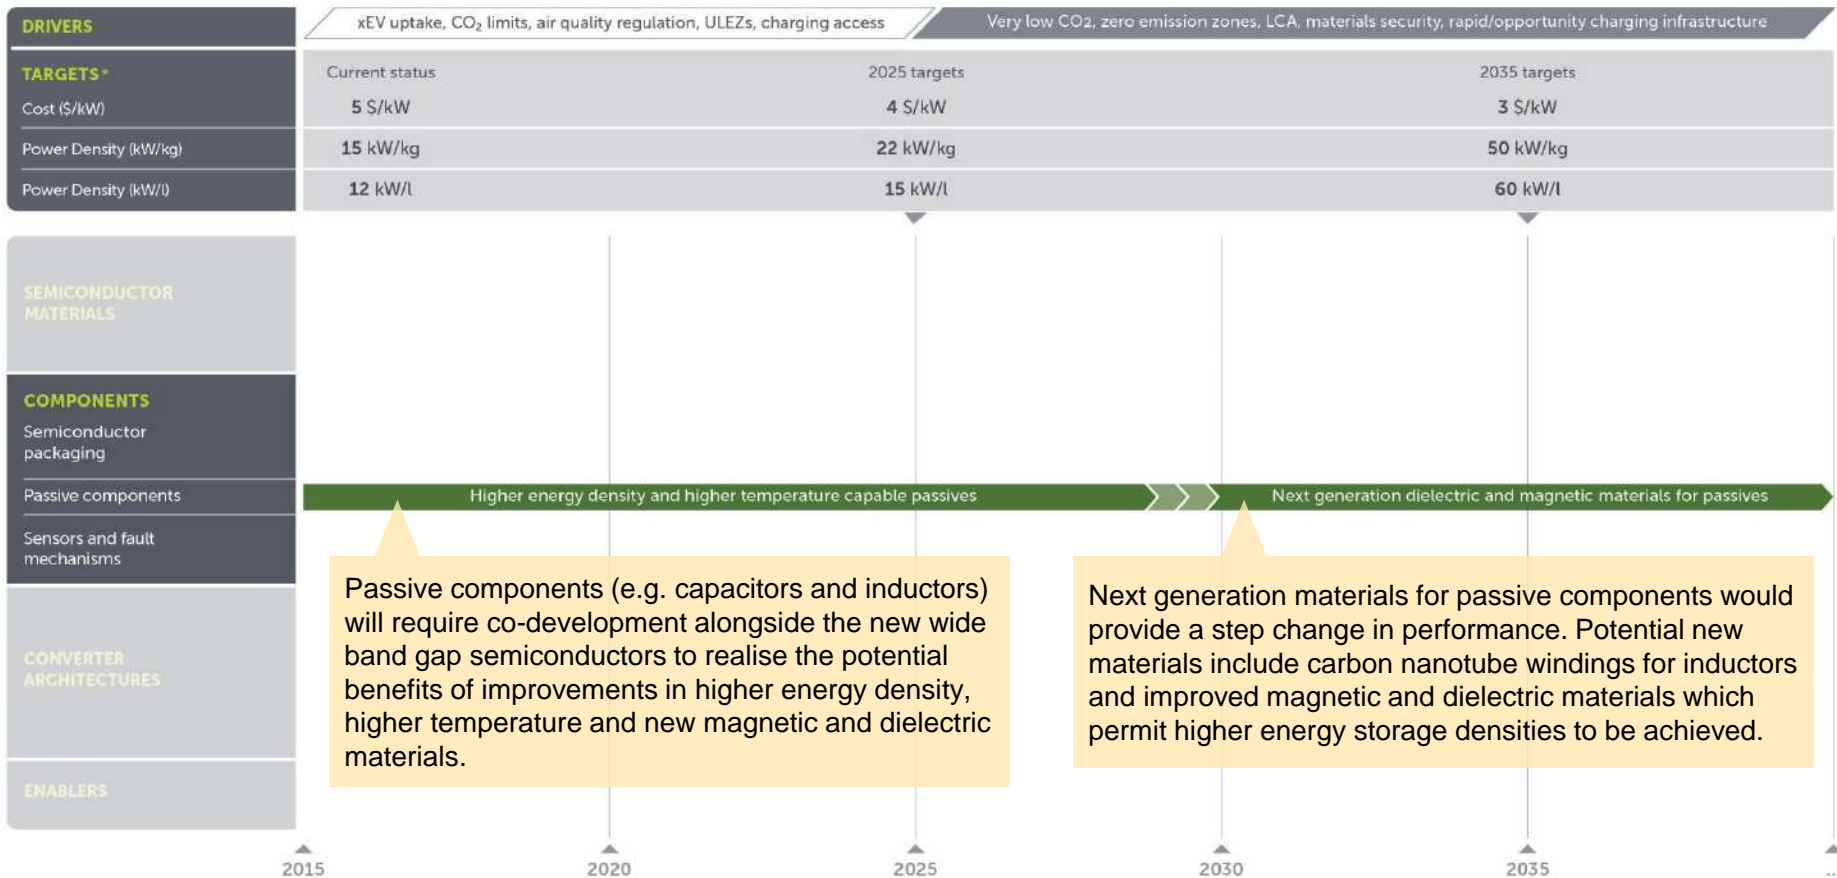 DRIVERS
xEV uptake, CO₂ limits, air quality regulation, ULEZs, charging access
Very low CO2, zero emission zones, LCA, materials security, rapid/opportunity charging infrastructure
TARGETS*
Current status
2025 targets
2035 targets
Cost ($/kW)
5 $/kW
4 $/kW
3 $/kW
Power Density (kW/kg)
15 kW/kg
22 kW/kg
50 kW/kg
Power Density (kW/l)
12 kW/l
15 kW/l
60 kW/l
SEMICONDUCTOR
MATERIALS
COMPONENTS
Semiconductor
packaging
Passive components
Higher energy density and higher temperature capable passives
Next generation dielectric and magnetic materials for passives
Sensors and fault
mechanisms
Passive components (e.g. capacitors and inductors)
will require co-development alongside the new wide
band gap semiconductors to realise the potential
benefits of improvements in higher energy density,
higher temperature and new magnetic and dielectric
materials.
Next generation materials for passive components would
provide a step change in performance. Potential new
materials include carbon nanotube windings for inductors
and improved magnetic and dielectric materials which
permit higher energy storage densities to be achieved.
CONVERTER
ARCHITECTURES
ENABLERS
2015
2020
2025
2030
2035
..